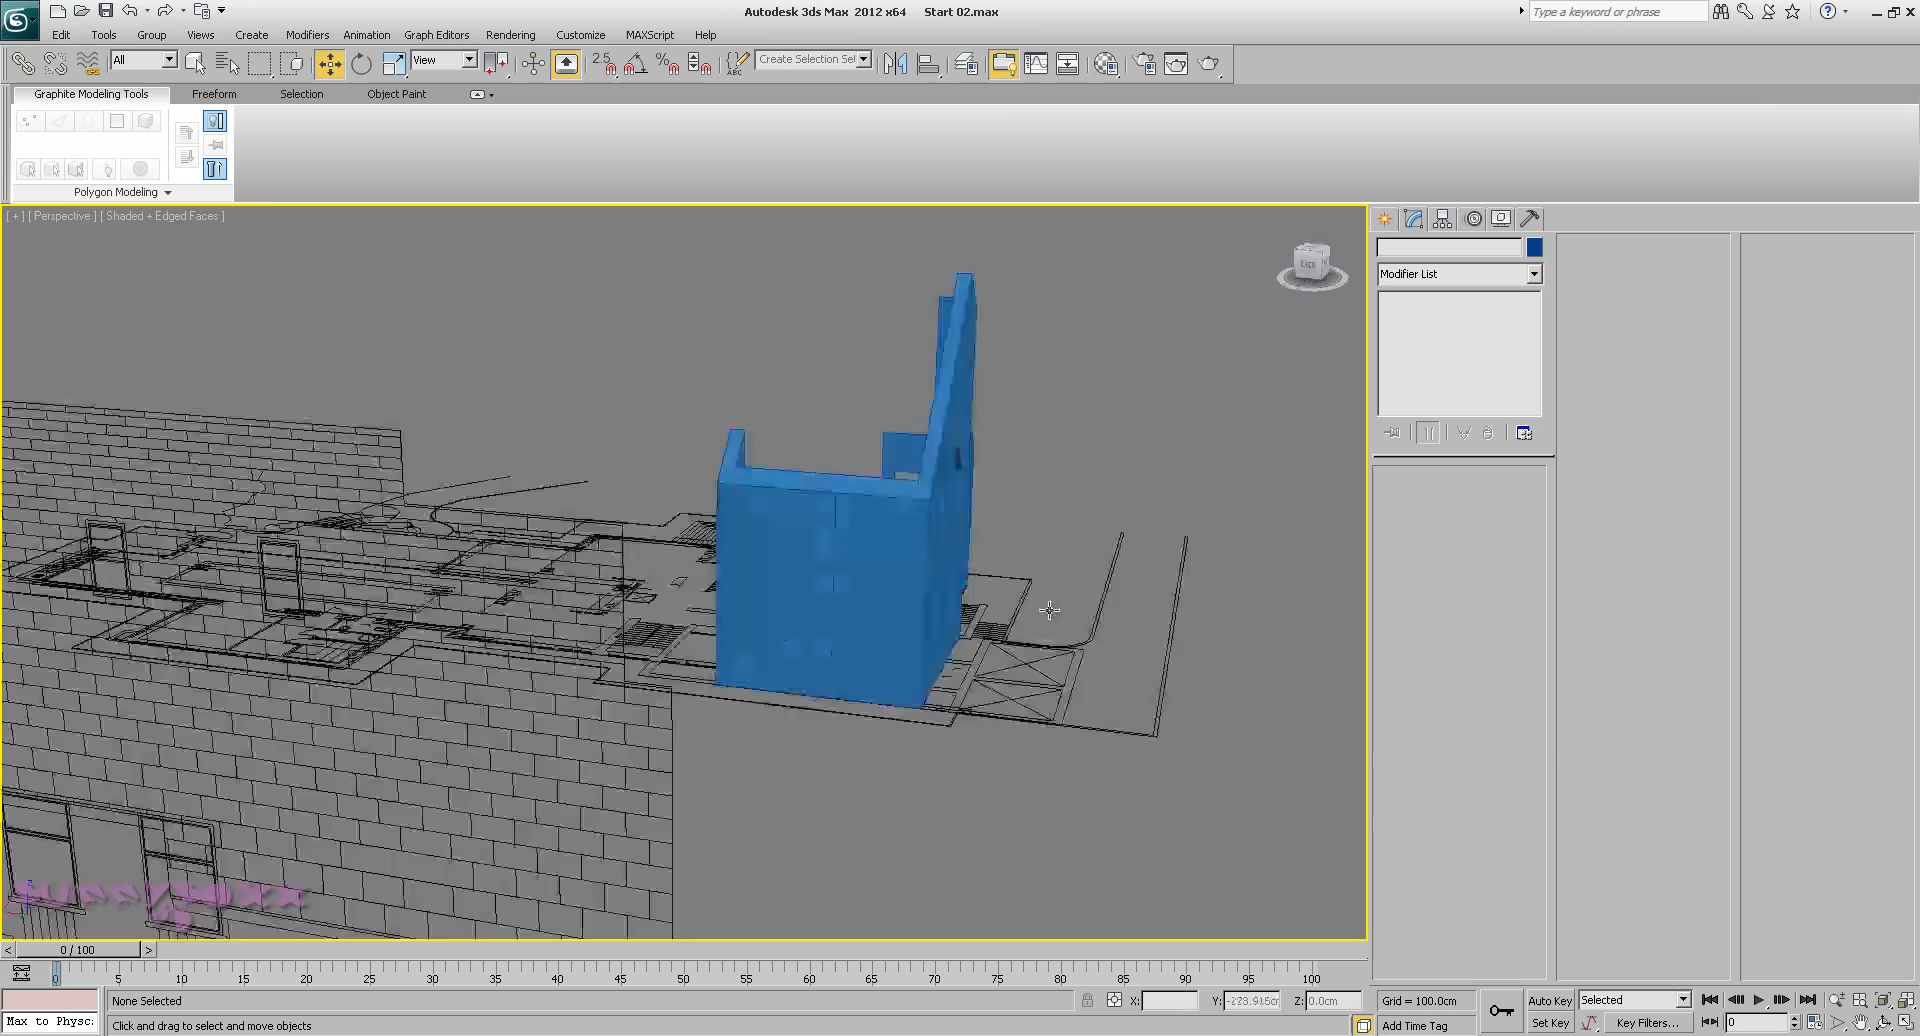 Autodesk 3ds Max 2012 x64 Start 02.max
Type a keyword or phrase
Edit Tools Group Views Create Modifiers Animation Graph Editors Rendering Customize MAXScript Help
All View 2.5 Create Selection Sel
Graphite Modeling Tools Freeform Selection Object Paint
Polygon Modeling
[ + ] [ Perspective ] [ Shaded + Edged Faces ]
Modifier List
0 / 100
0 5 10 15 20 25 30 35 40 45 50 55 60 65 70 75 80 85 90 95 100
None Selected X: Y: Z: 0.0cm Grid = 100.0cm Auto Key Selected
Max to Physc: Click and drag to select and move objects Add Time Tag Set Key Key Filters... 0